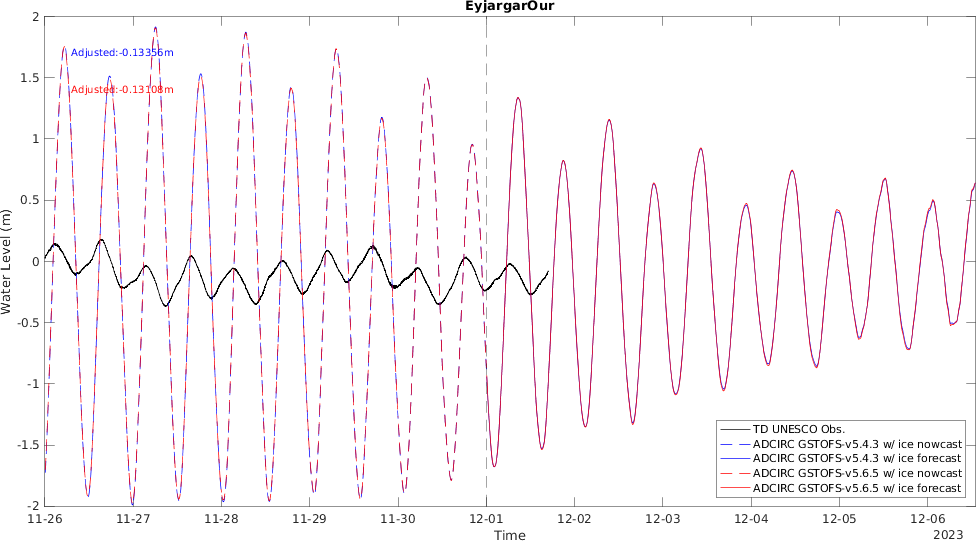 EyjargarOur
Adjusted:-0.13356m
Adjusted:-0.13108m
Water Level (m)
2
1.5
1
0.5
0
-0.5
-1
-1.5
-2
TD UNESCO Obs.
ADCIRC GSTOFS-v5.4.3 w/ ice nowcast
ADCIRC GSTOFS-v5.4.3 w/ ice forecast
ADCIRC GSTOFS-v5.6.5 w/ ice nowcast
ADCIRC GSTOFS-v5.6.5 w/ ice forecast
11-26 11-27 11-28 11-29 11-30 12-01 12-02 12-03 12-04 12-05 12-06
Time
2023